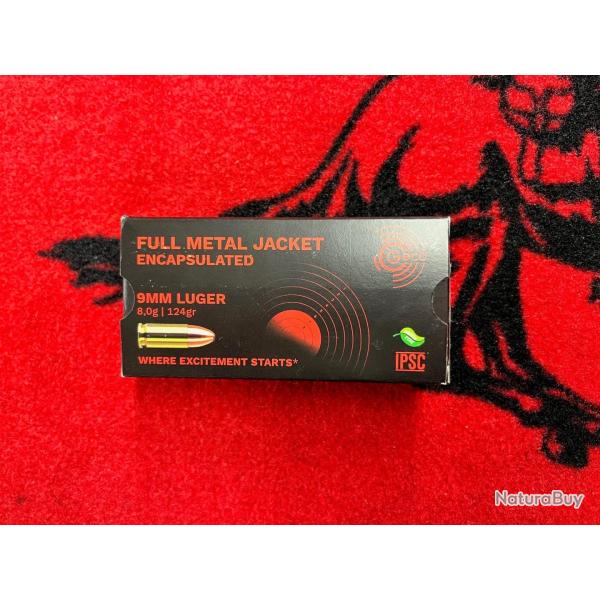 FULL METAL JACKET
ENCAPSULATED
9MM LUGER
8,0g | 124gr
WHERE EXCITEMENT STARTS*
IPSC
NaturaBuy